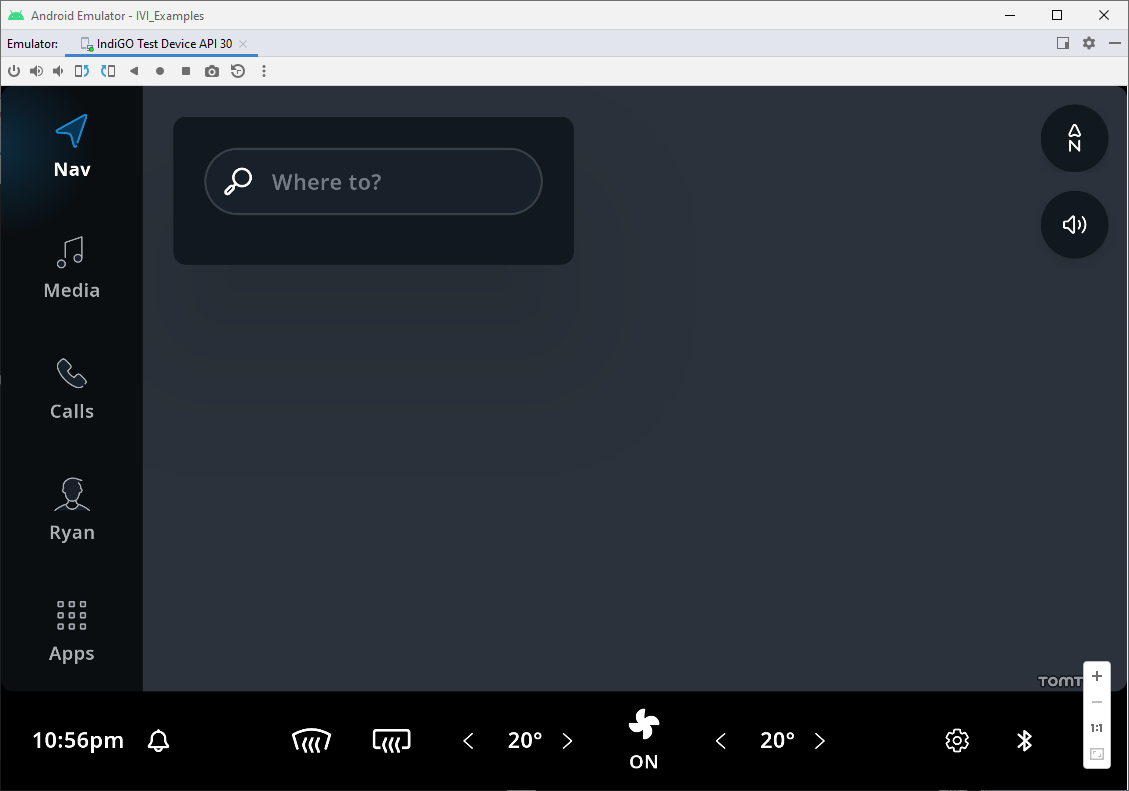 Android Emulator - IVI_Examples
Emulator:
IndiGO Test Device API 30
Nav
Where to?
N
Media
Calls
Ryan
Apps
TOMT
1:1
10:56pm
20°
ON
20°